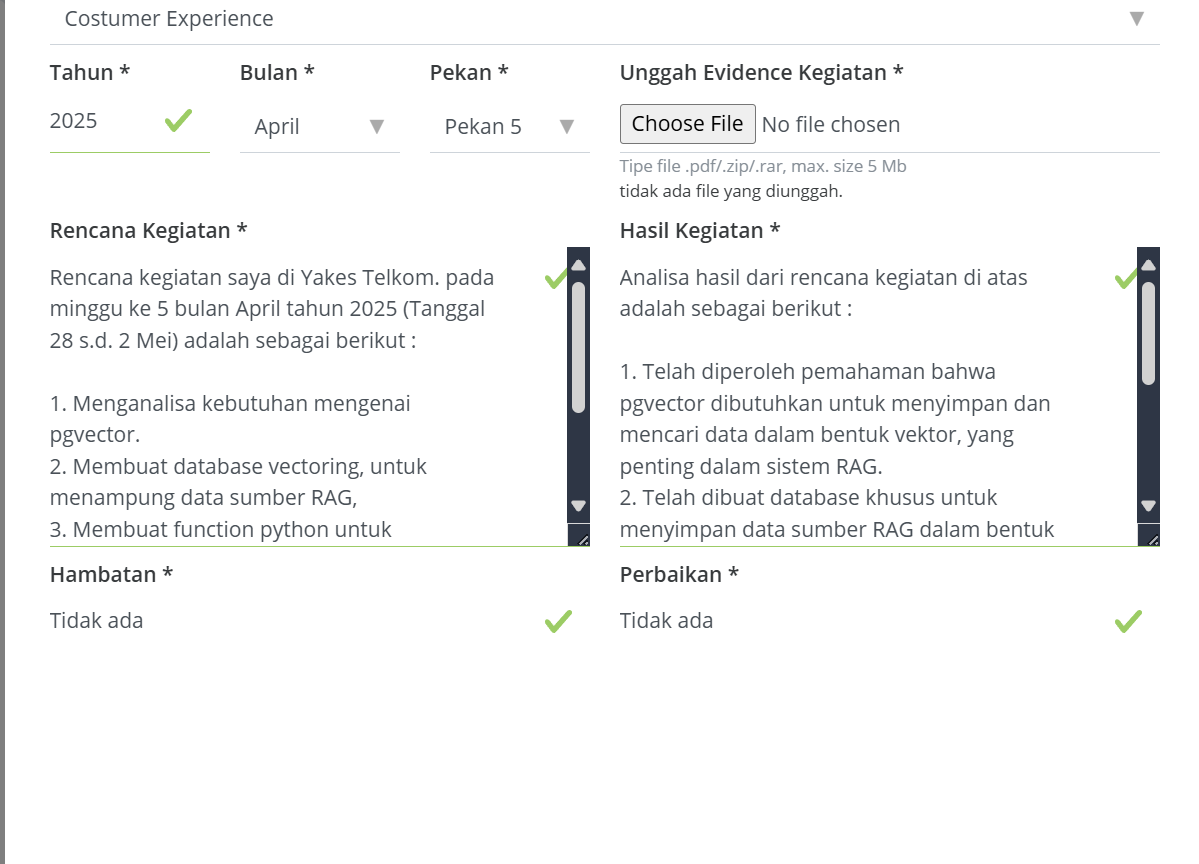 Costumer Experience
Tahun *
Bulan *
Pekan *
Unggah Evidence Kegiatan *
2025
April
Pekan 5
Choose File No file chosen
Tipe file .pdf/.zip/.rar, max. size 5 Mb
tidak ada file yang diunggah.
Rencana Kegiatan *
Rencana kegiatan saya di Yakes Telkom. pada
minggu ke 5 bulan April tahun 2025 (Tanggal
28 s.d. 2 Mei) adalah sebagai berikut :
1. Menganalisa kebutuhan mengenai
pgvector.
2. Membuat database vectoring, untuk
menampung data sumber RAG,
3. Membuat function python untuk
Hasil Kegiatan *
Analisa hasil dari rencana kegiatan di atas
adalah sebagai berikut :
1. Telah diperoleh pemahaman bahwa
pgvector dibutuhkan untuk menyimpan dan
mencari data dalam bentuk vektor, yang
penting dalam sistem RAG.
2. Telah dibuat database khusus untuk
menyimpan data sumber RAG dalam bentuk
Hambatan *
Tidak ada
Perbaikan *
Tidak ada